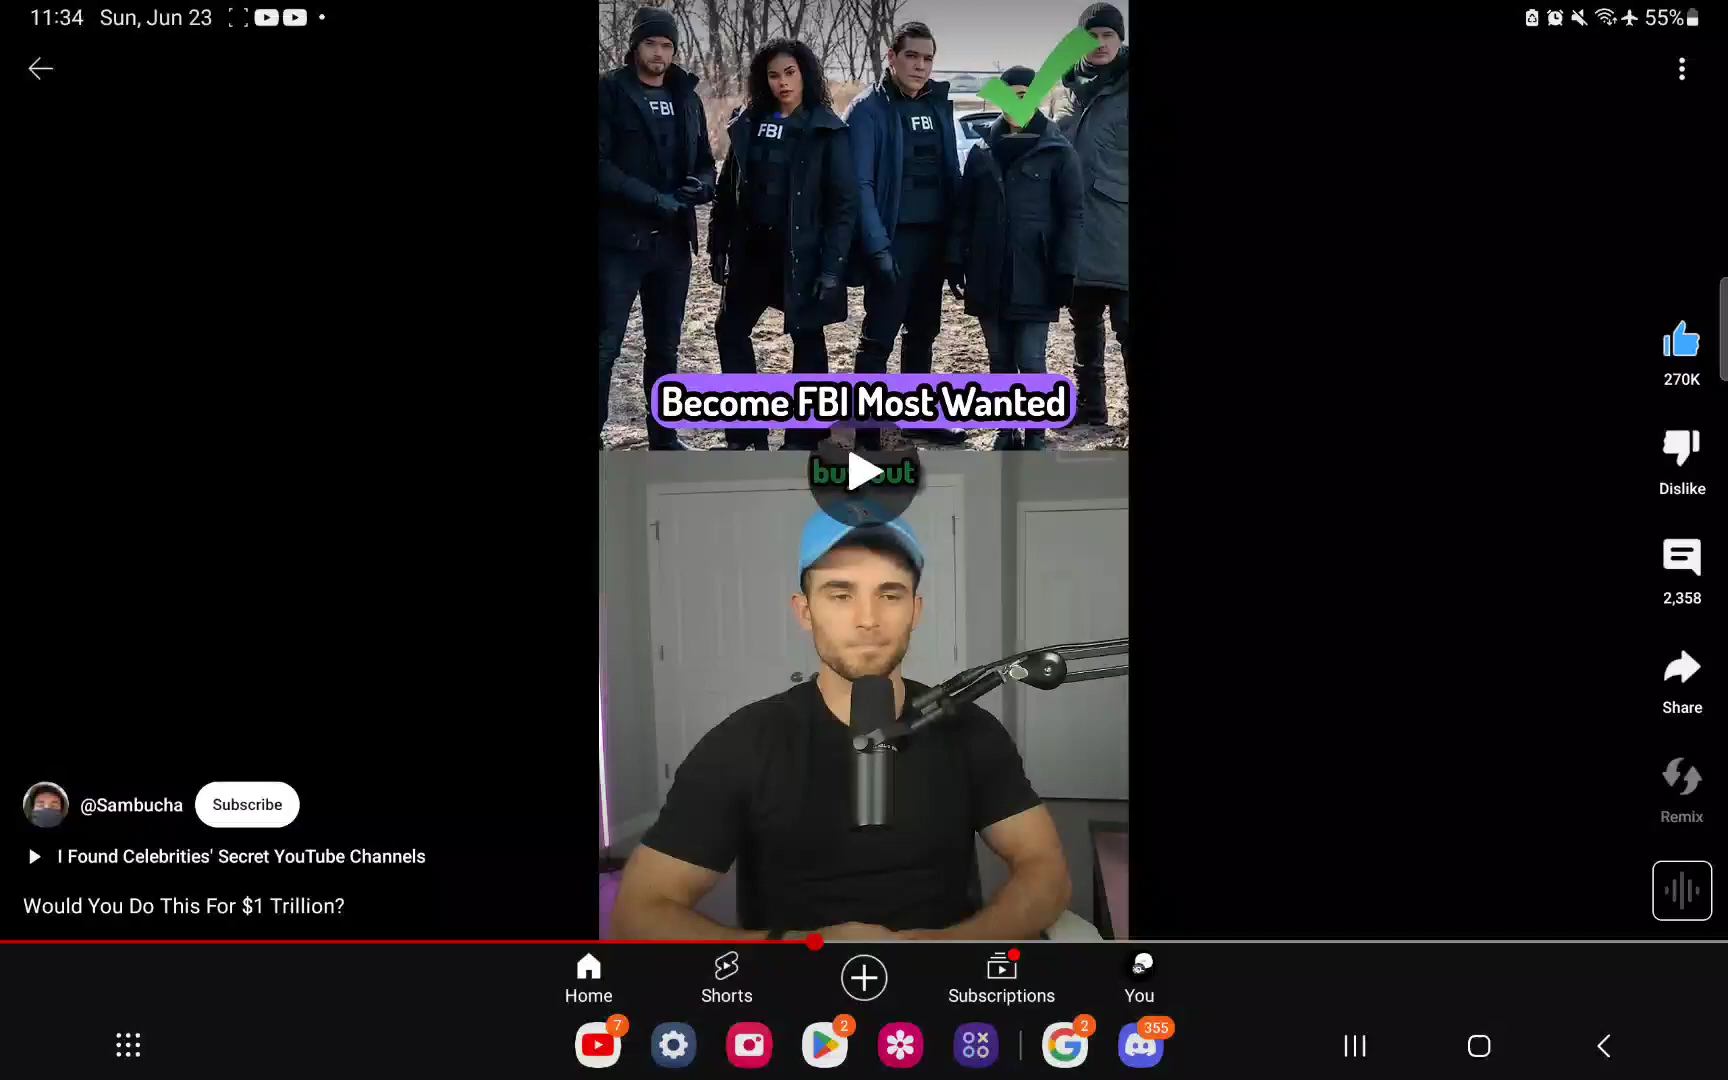 11:34 Sun, Jun 23
55%
FBI
FBI
FBI
Become FBI Most Wanted
270K
Dislike
2,358
Share
Remix
@Sambucha
Subscribe
I Found Celebrities' Secret YouTube Channels
Would You Do This For $1 Trillion?
Home
Shorts
Subscriptions
You
7
2
2
355